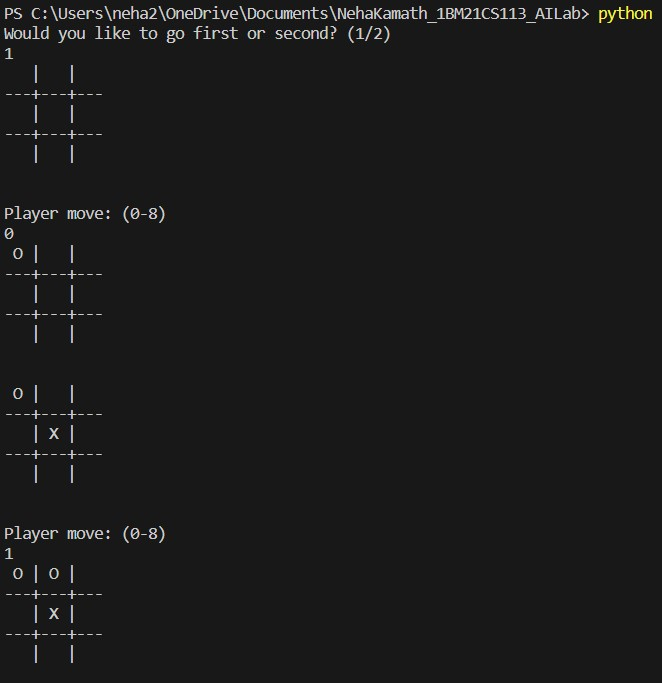 PS C:\Users\neha2\OneDrive\Documents\NehaKamath_1BM21CS113_AILab> python
Would you like to go first or second? (1/2)
1
   |   |
---+---+---
   |   |
---+---+---
   |   |
Player move: (0-8)
0
 O |   |
---+---+---
   |   |
---+---+---
   |   |
 O |   |
---+---+---
   | X |
---+---+---
   |   |
Player move: (0-8)
1
 O | O |
---+---+---
   | X |
---+---+---
   |   |